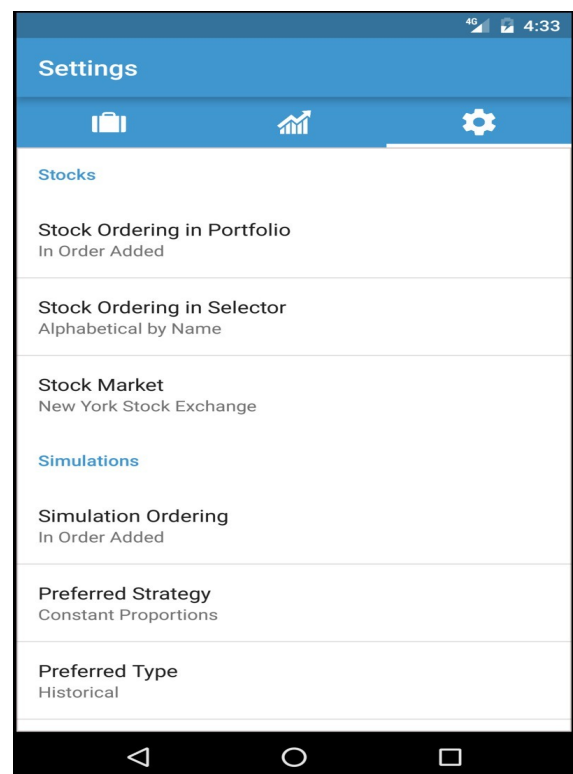 4G 4:33
Settings
Stocks
Stock Ordering in Portfolio
In Order Added
Stock Ordering in Selector
Alphabetical by Name
Stock Market
New York Stock Exchange
Simulations
Simulation Ordering
In Order Added
Preferred Strategy
Constant Proportions
Preferred Type
Historical